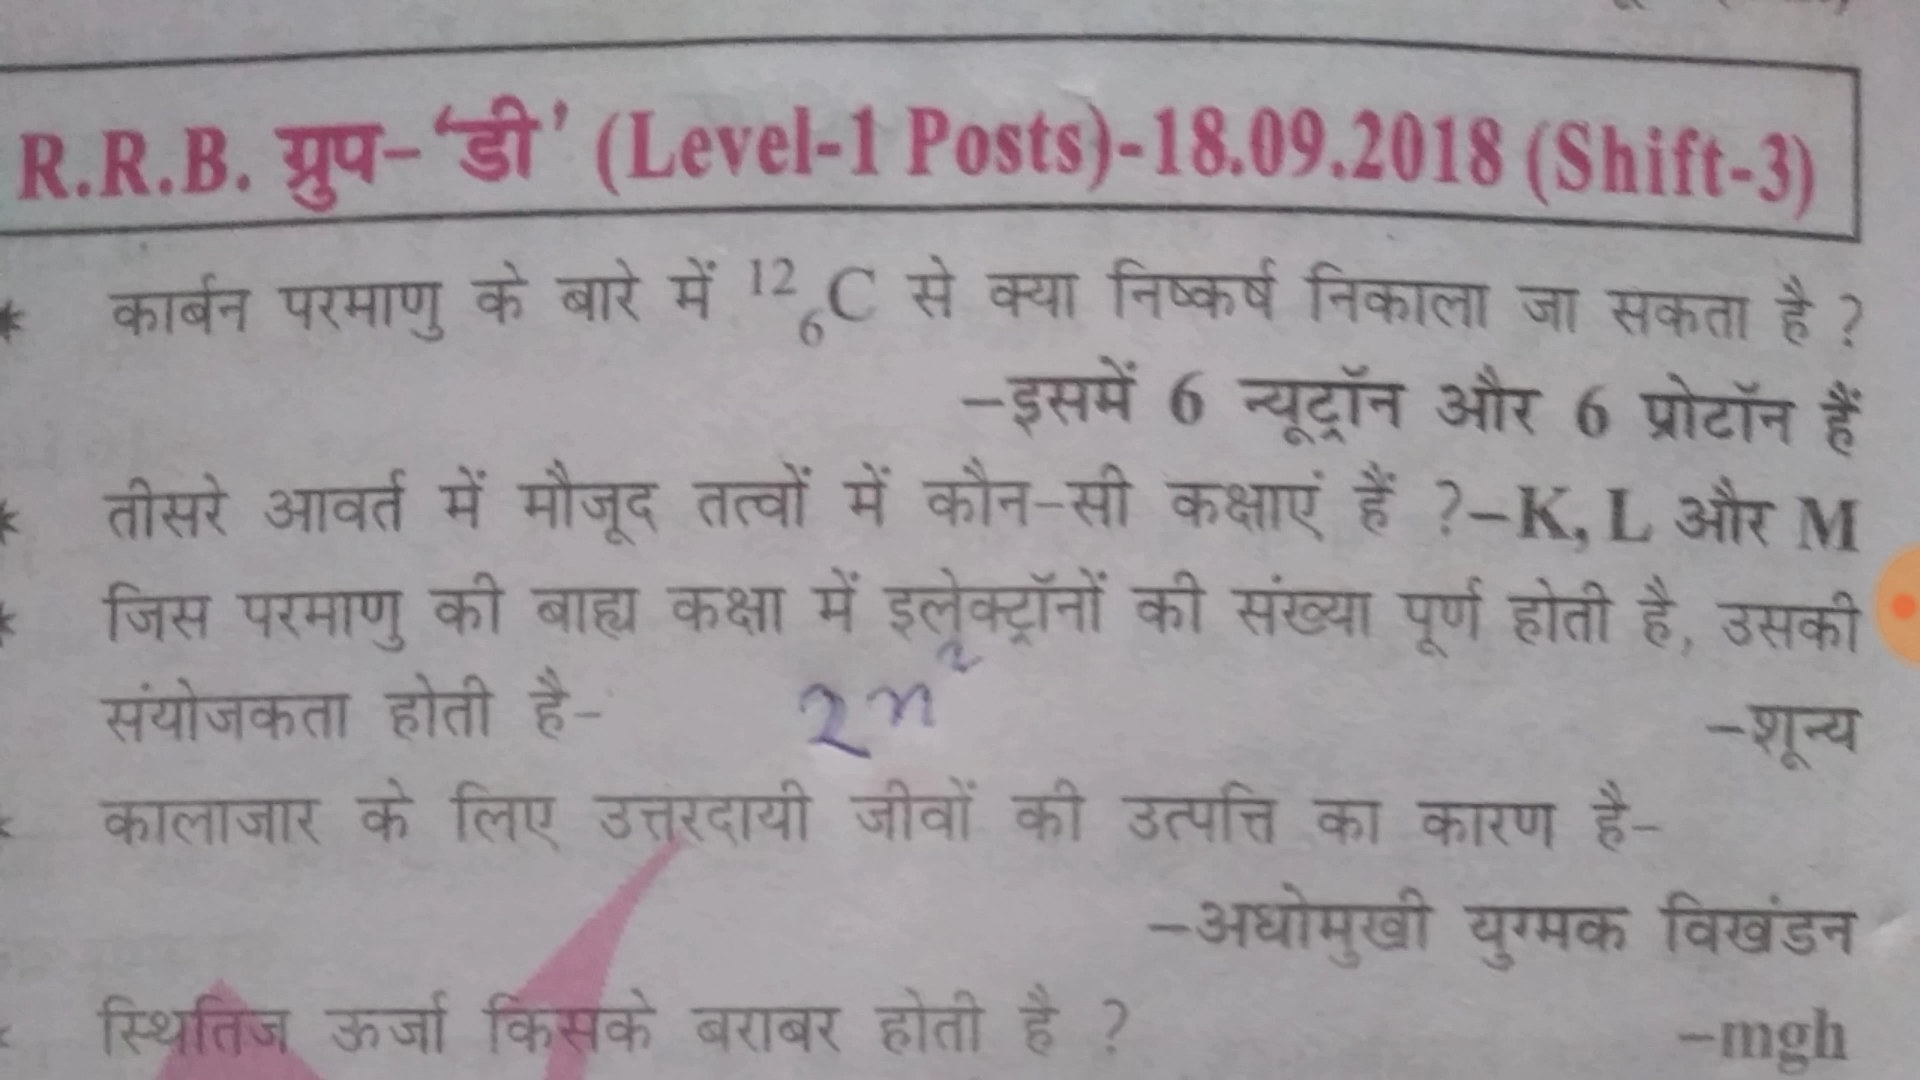 R.R.B. ग्रुप-'डी' (Level-1 Posts)-18.09.2018 (Shift-3)
* कार्बन परमाणु के बारे में ¹²₆C से क्या निष्कर्ष निकाला जा सकता है ?
–इसमें 6 न्यूट्रॉन और 6 प्रोटॉन हैं
* तीसरे आवर्त में मौजूद तत्वों में कौन-सी कक्षाएं हैं ?–K, L और M
* जिस परमाणु की बाह्य कक्षा में इलेक्ट्रॉनों की संख्या पूर्ण होती है, उसकी
संयोजकता होती है- 2n² –शून्य
* कालाजार के लिए उत्तरदायी जीवों की उत्पत्ति का कारण है-
–अधोमुखी युग्मक विखंडन
* स्थितिज ऊर्जा किसके बराबर होती है ? –mgh